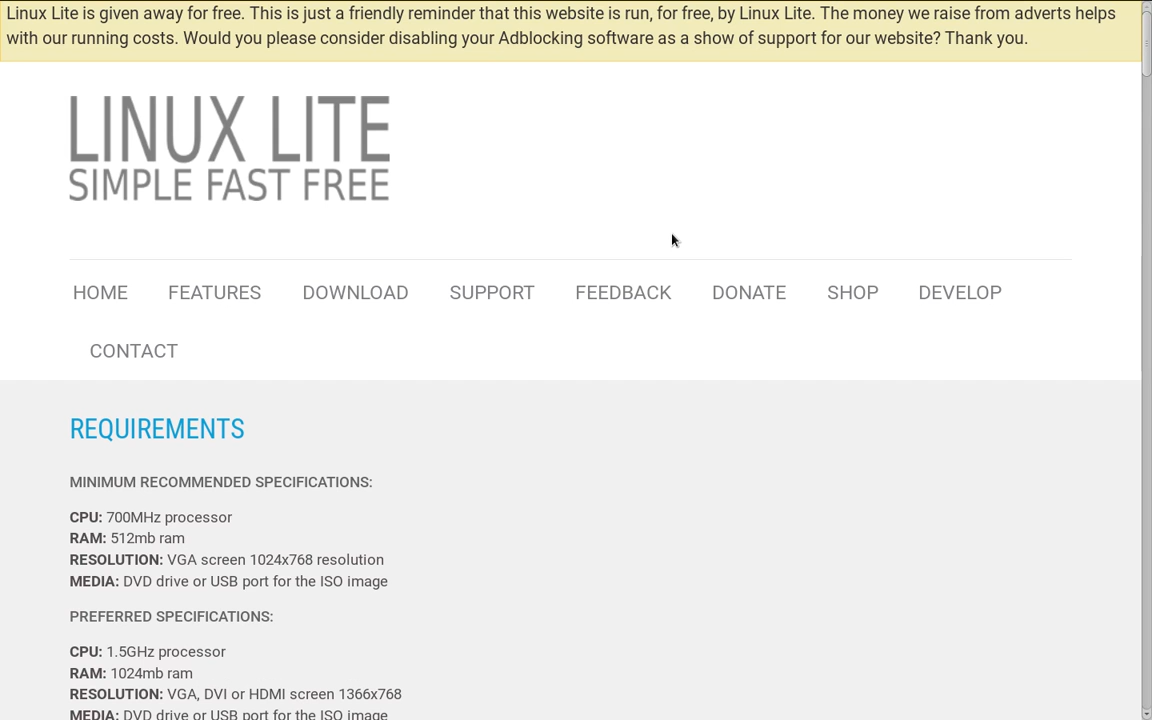 Linux Lite is given away for free. This is just a friendly reminder that this website is run, for free, by Linux Lite. The money we raise from adverts helps
with our running costs. Would you please consider disabling your Adblocking software as a show of support for our website? Thank you.
LINUX LITE
SIMPLE FAST FREE
HOME FEATURES DOWNLOAD SUPPORT FEEDBACK DONATE SHOP DEVELOP
CONTACT
REQUIREMENTS
MINIMUM RECOMMENDED SPECIFICATIONS:
CPU: 700MHz processor
RAM: 512mb ram
RESOLUTION: VGA screen 1024x768 resolution
MEDIA: DVD drive or USB port for the ISO image
PREFERRED SPECIFICATIONS:
CPU: 1.5GHz processor
RAM: 1024mb ram
RESOLUTION: VGA, DVI or HDMI screen 1366x768
MEDIA: DVD drive or USB port for the ISO image